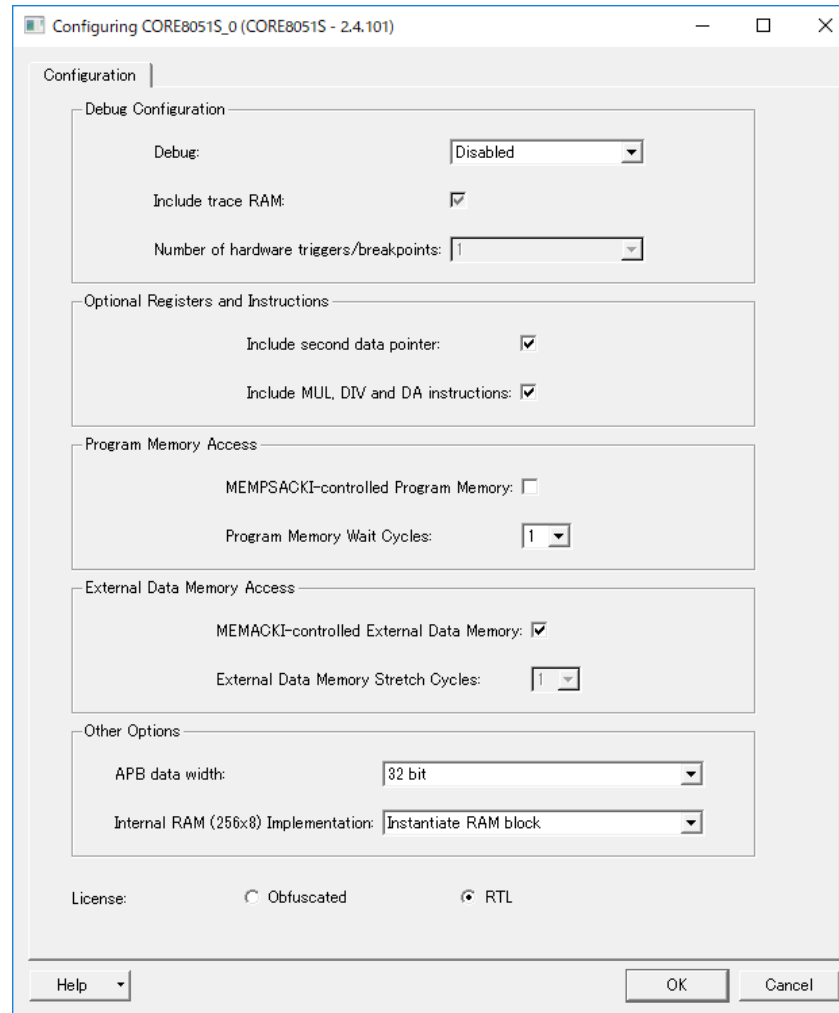 Configuring CORE8051S_0 (CORE8051S - 2.4.101)
Configuration
Debug Configuration
Debug: Disabled
Include trace RAM:
Number of hardware triggers/breakpoints: 1
Optional Registers and Instructions
Include second data pointer:
Include MUL, DIV and DA instructions:
Program Memory Access
MEMPSACKI-controlled Program Memory:
Program Memory Wait Cycles: 1
External Data Memory Access
MEMACKI-controlled External Data Memory:
External Data Memory Stretch Cycles: 1
Other Options
APB data width: 32 bit
Internal RAM (256x8) Implementation: Instantiate RAM block
License: Obfuscated RTL
Help OK Cancel